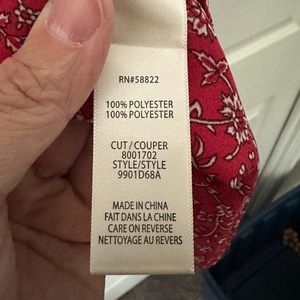 RN#58822
100% POLYESTER
100% POLYESTER
CUT/COUPER
8001702
STYLE/STYLE
9901D68A
MADE IN CHINA
FAIT DANS LA CHINE
CARE ON REVERSE
NETTOYAGE AU REVERS